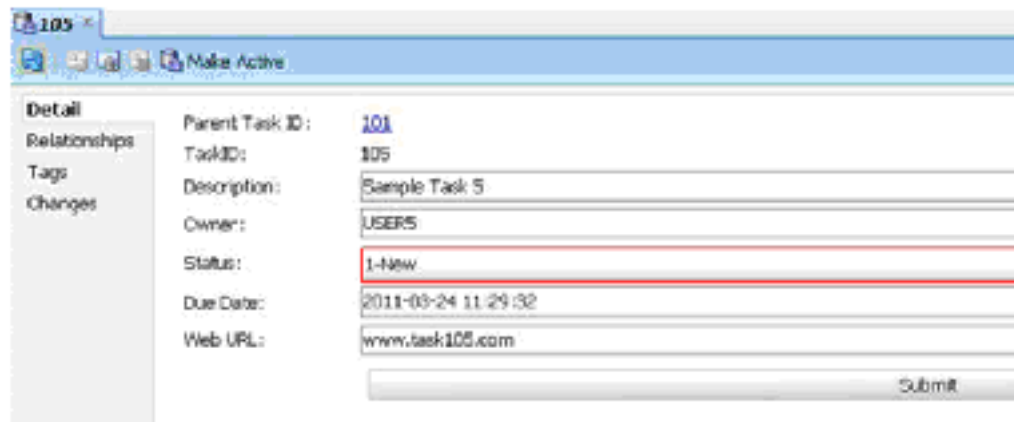 105
Make Active
Detail
Relationships
Tags
Changes
Parent Task ID: 101
TaskID: 105
Description: Sample Task 5
Owner: USER5
Status: 1-New
Due Date: 2011-03-24 11:29:32
Web URL: www.task105.com
Submit